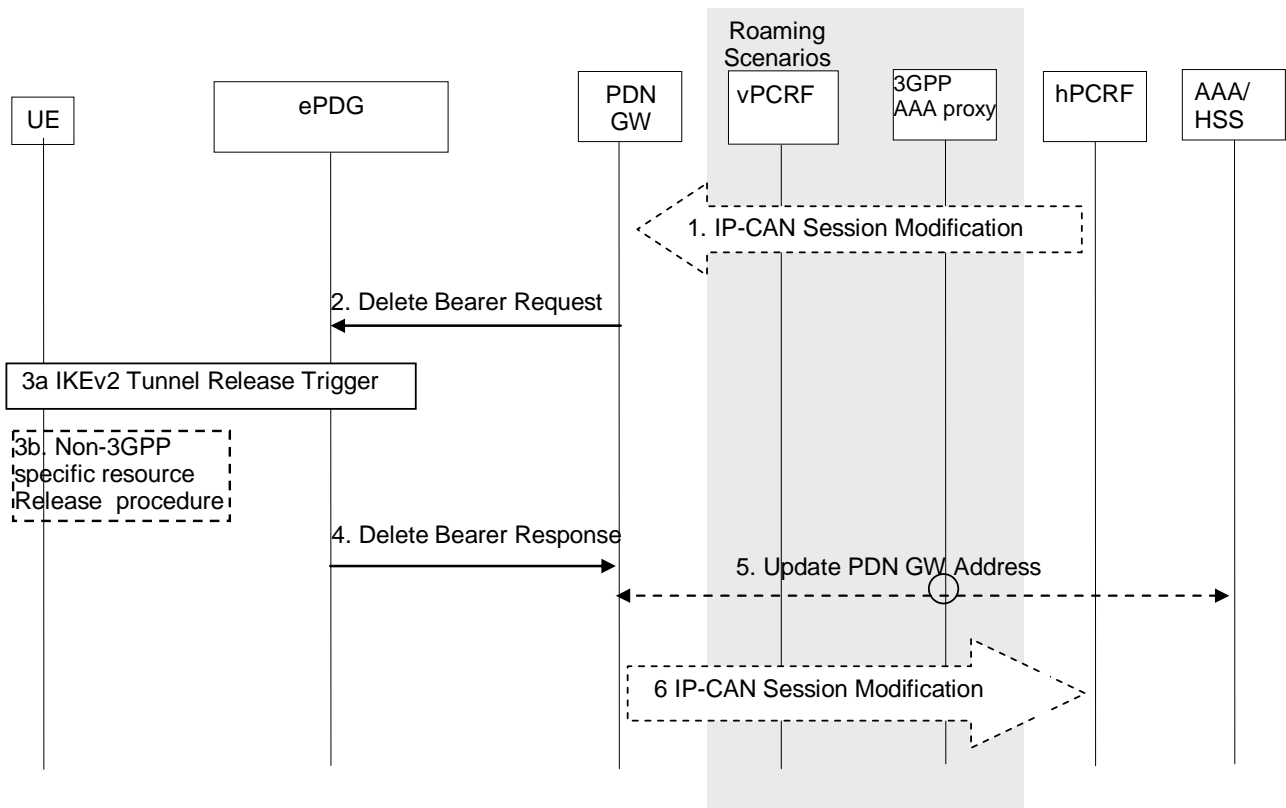 Roaming
Scenarios
UE
ePDG
PDN
GW
vPCRF
3GPP
AAA proxy
hPCRF
AAA/
HSS
1. IP-CAN Session Modification
2. Delete Bearer Request
3a IKEv2 Tunnel Release Trigger
3b. Non-3GPP
specific resource
Release procedure
4. Delete Bearer Response
5. Update PDN GW Address
6 IP-CAN Session Modification